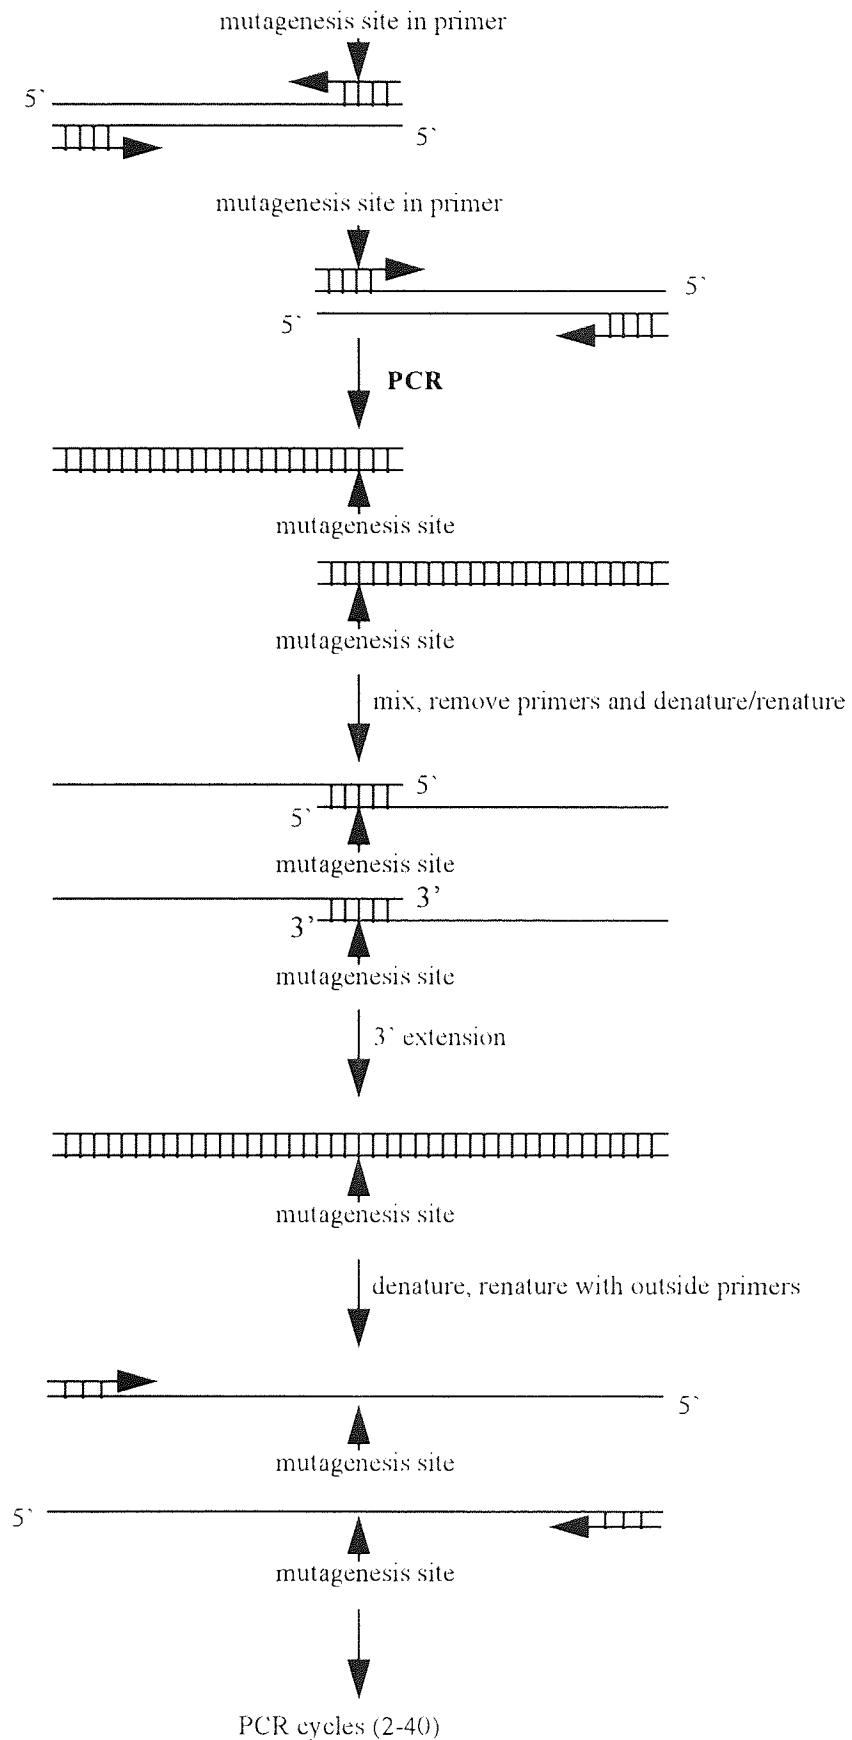 mutagenesis site in primer
5`
5`
mutagenesis site in primer
5`
5`
PCR
mutagenesis site
mutagenesis site
mix, remove primers and denature/renature
5`
5`
mutagenesis site
3’
3’
mutagenesis site
3` extension
mutagenesis site
denature, renature with outside primers
5`
mutagenesis site
5`
mutagenesis site
PCR cycles (2-40)